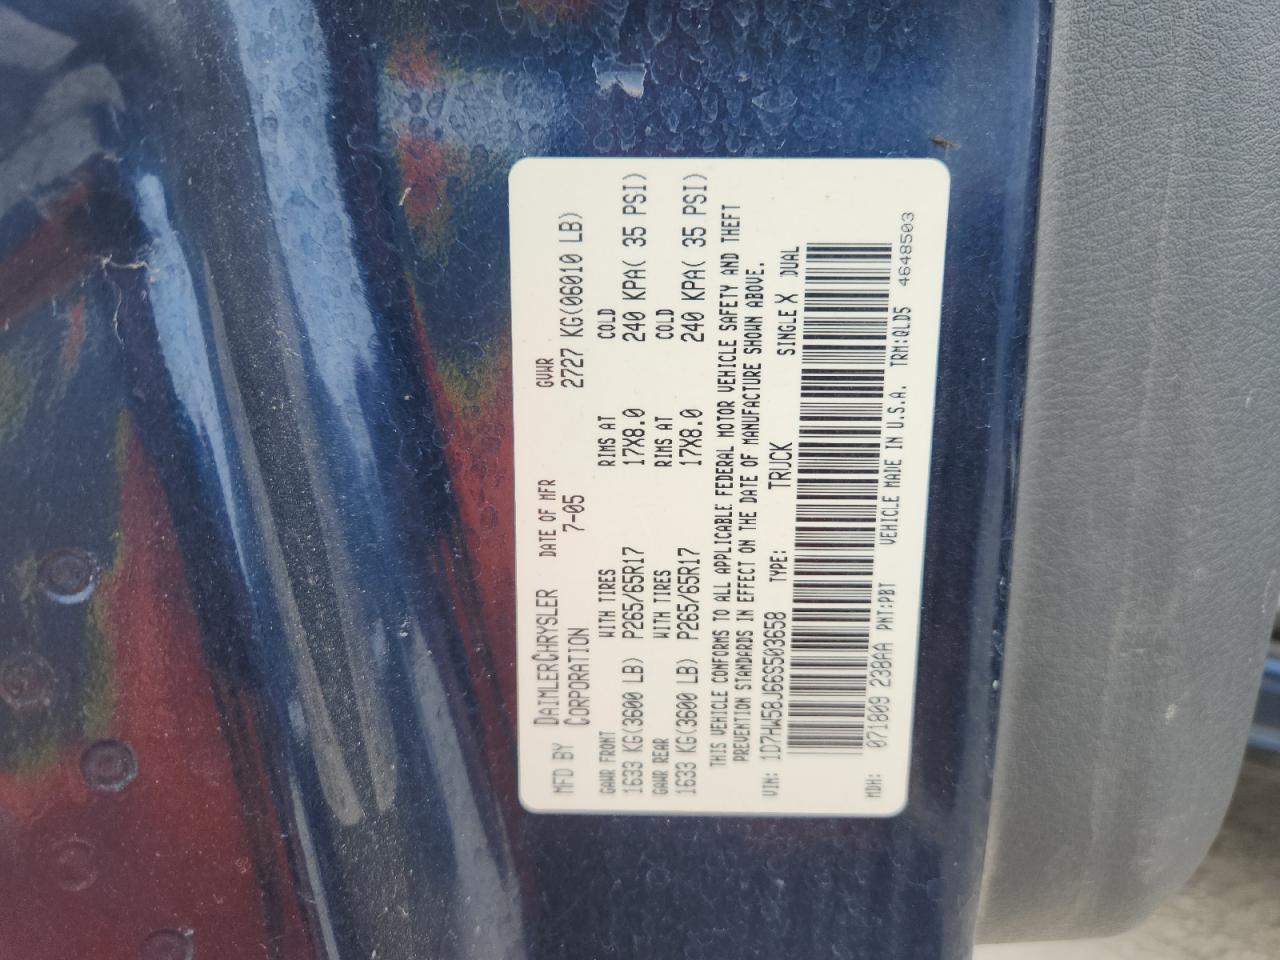 MFD BY DAIMLERCHRYSLER CORPORATION
DATE OF MFR 7-05
GVWR 2727 KG(06010 LB)
GAWR FRONT WITH TIRES RIMS AT COLD
1633 KG(3600 LB) P265/65R17 17X8.0 240 KPA( 35 PSI)
GAWR REAR WITH TIRES RIMS AT COLD
1633 KG(3600 LB) P265/65R17 17X8.0 240 KPA( 35 PSI)
THIS VEHICLE CONFORMS TO ALL APPLICABLE FEDERAL MOTOR VEHICLE SAFETY AND THEFT
PREVENTION STANDARDS IN EFFECT ON THE DATE OF MANUFACTURE SHOWN ABOVE.
VIN: 1D7HW58J66S503658 TYPE: TRUCK SINGLE X DUAL
MDH: 071809 238AA PNT:PBT VEHICLE MADE IN U.S.A. TRM:QLD5 4648503